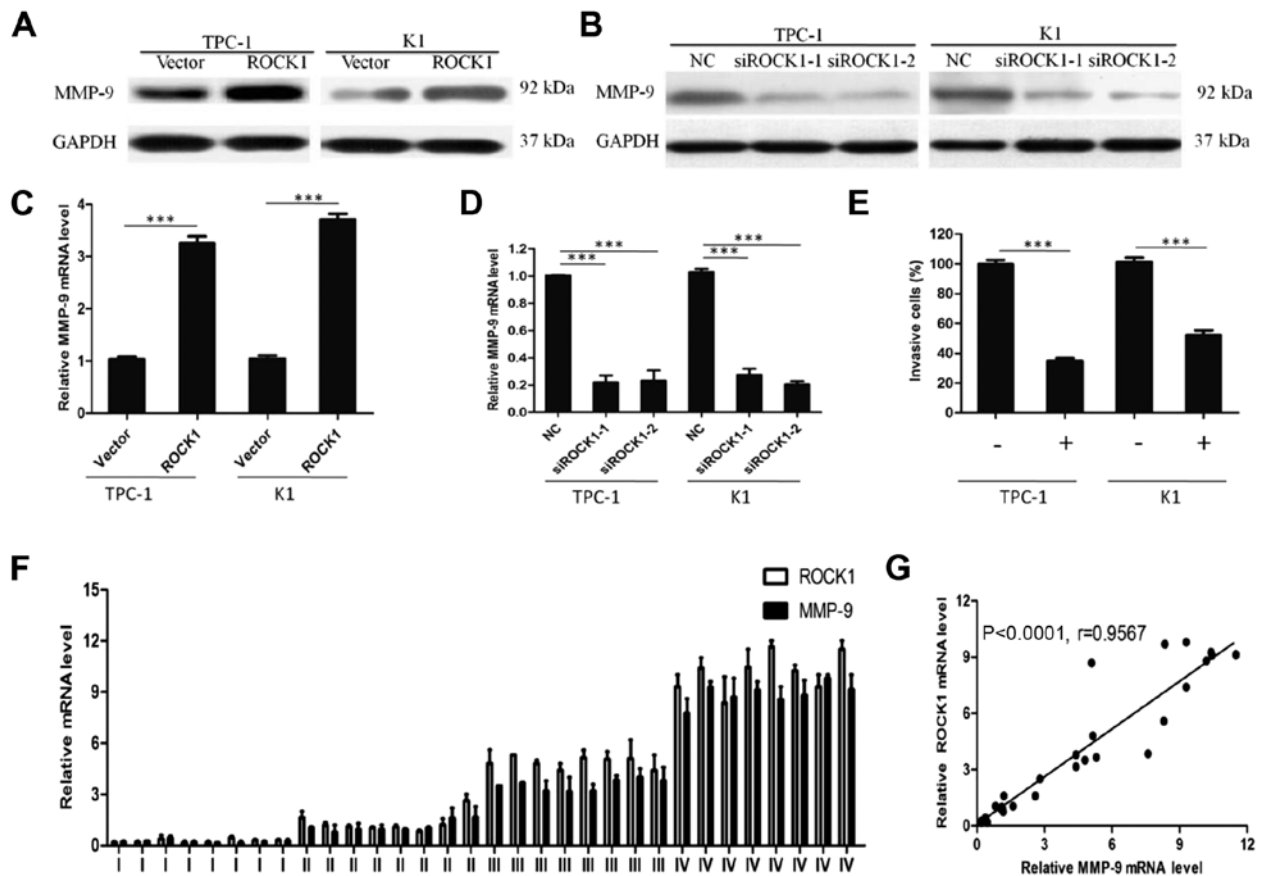 A
TPC-1 K1
Vector ROCK1 Vector ROCK1
MMP-9 92 kDa
GAPDH 37 kDa
B
TPC-1 K1
NC siROCK1-1 siROCK1-2 NC siROCK1-1 siROCK1-2
MMP-9 92 kDa
GAPDH 37 kDa
C
Relative MMP-9 mRNA level
4
3
2
1
0
*** ***
Vector ROCK1 Vector ROCK1
TPC-1 K1
D
Relative MMP-9 mRNA level
1.2
1.0
0.8
0.6
0.4
0.2
0.0
*** ***
*** ***
NC siROCK1-1 siROCK1-2 NC siROCK1-1 siROCK1-2
TPC-1 K1
E
Invasive cells (%)
120
100
80
60
40
20
0
*** ***
- + - +
TPC-1 K1
F
Relative mRNA level
15
12
9
6
3
0
ROCK1
MMP-9
I I I I I I I I II II II II II II II II III III III III III III III III IV IV IV IV IV IV IV IV
G
Relative ROCK1 mRNA level
12
9
6
3
0
P<0.0001, r=0.9567
0 3 6 9 12
Relative MMP-9 mRNA level